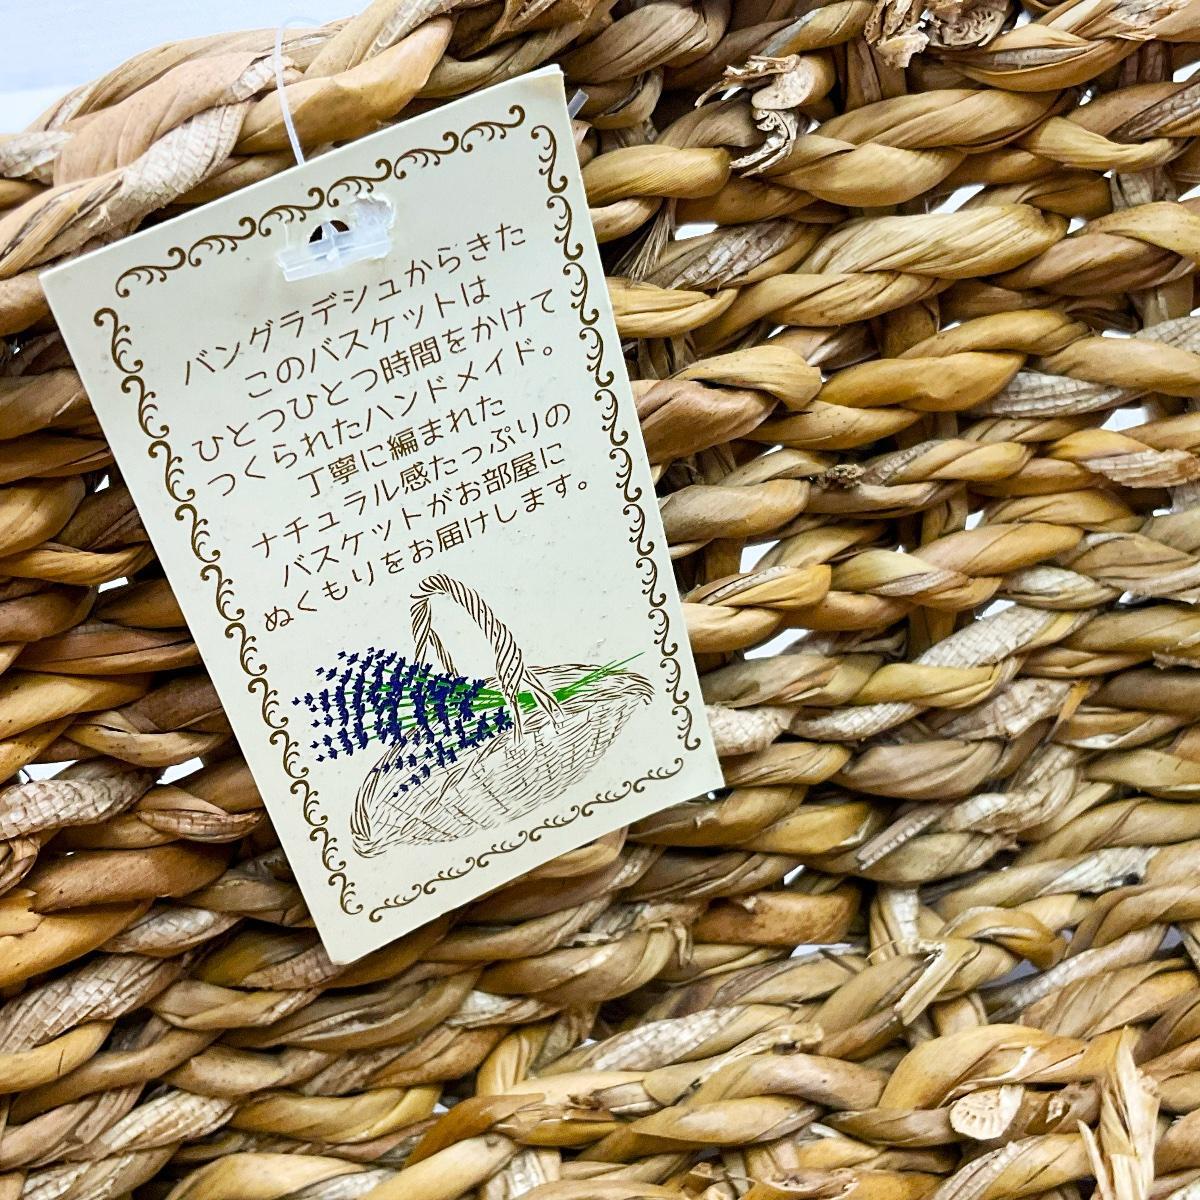 バングラデシュからきた
このバスケットは
ひとつひとつ時間をかけて
つくられたハンドメイド。
丁寧に編まれた
ナチュラル感たっぷりの
バスケットがお部屋に
ぬくもりをお届けします。